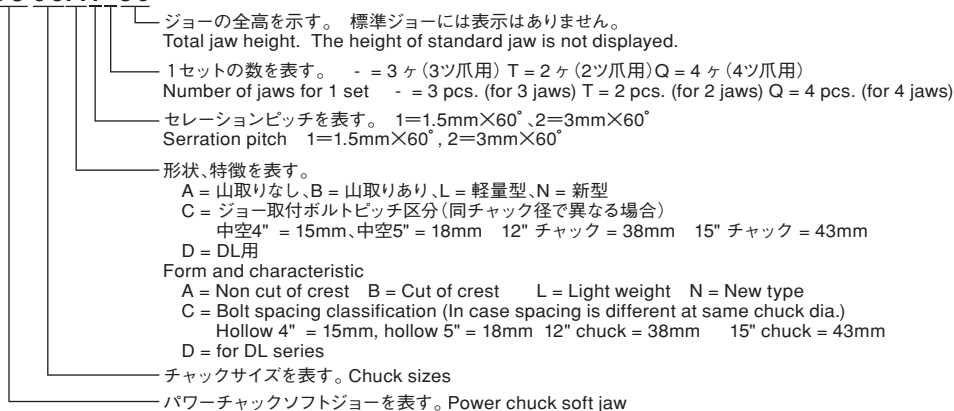 ジョーの全高を示す。 標準ジョーには表示はありません。
Total jaw height. The height of standard jaw is not displayed.
1セットの数を表す。 - = 3 ヶ (3ツ爪用) T = 2 ヶ (2ツ爪用) Q = 4 ヶ (4ツ爪用)
Number of jaws for 1 set - = 3 pcs. (for 3 jaws) T = 2 pcs. (for 2 jaws) Q = 4 pcs. (for 4 jaws)
セレーションピッチを表す。 1=1.5mm×60°、2=3mm×60°
Serration pitch 1=1.5mm×60°, 2=3mm×60°
形状、特徴を表す。
A = 山取りなし、B = 山取りあり、L = 軽量型、N = 新型
C = ジョー取付ボルトピッチ区分(同チャック径で異なる場合)
中空4" = 15mm、中空5" = 18mm 12" チャック = 38mm 15" チャック = 43mm
D = DL用
Form and characteristic
A = Non cut of crest B = Cut of crest L = Light weight N = New type
C = Bolt spacing classification (In case spacing is different at same chuck dia.)
Hollow 4" = 15mm, hollow 5" = 18mm 12" chuck = 38mm 15" chuck = 43mm
D = for DL series
チャックサイズを表す。Chuck sizes
パワーチャックソフトジョーを表す。Power chuck soft jaw